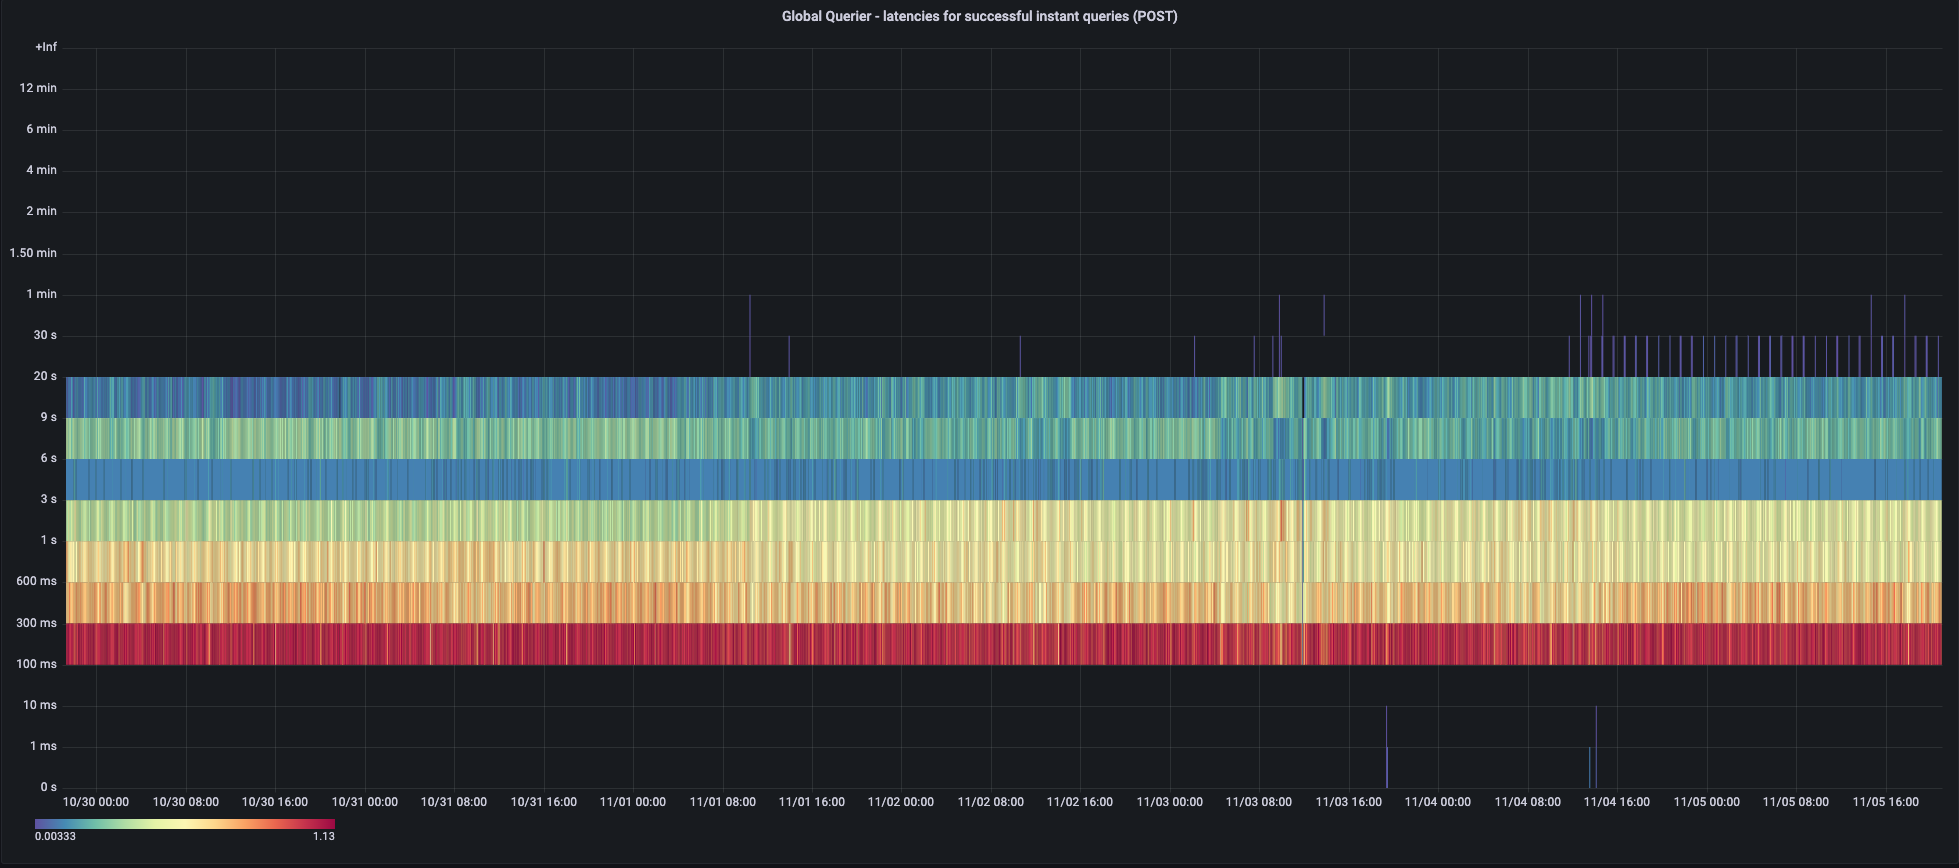 Global Querier - latencies for successful instant queries (POST)
+Inf
12 min
6 min
4 min
2 min
1.50 min
1 min
30 s
20 s
9 s
6 s
3 s
1 s
600 ms
300 ms
100 ms
10 ms
1 ms
0 s
10/30 00:00 10/30 08:00 10/30 16:00 10/31 00:00 10/31 08:00 10/31 16:00 11/01 00:00 11/01 08:00 11/01 16:00 11/02 00:00 11/02 08:00 11/02 16:00 11/03 00:00 11/03 08:00 11/03 16:00 11/04 00:00 11/04 08:00 11/04 16:00 11/05 00:00 11/05 08:00 11/05 16:00
0.00333 1.13